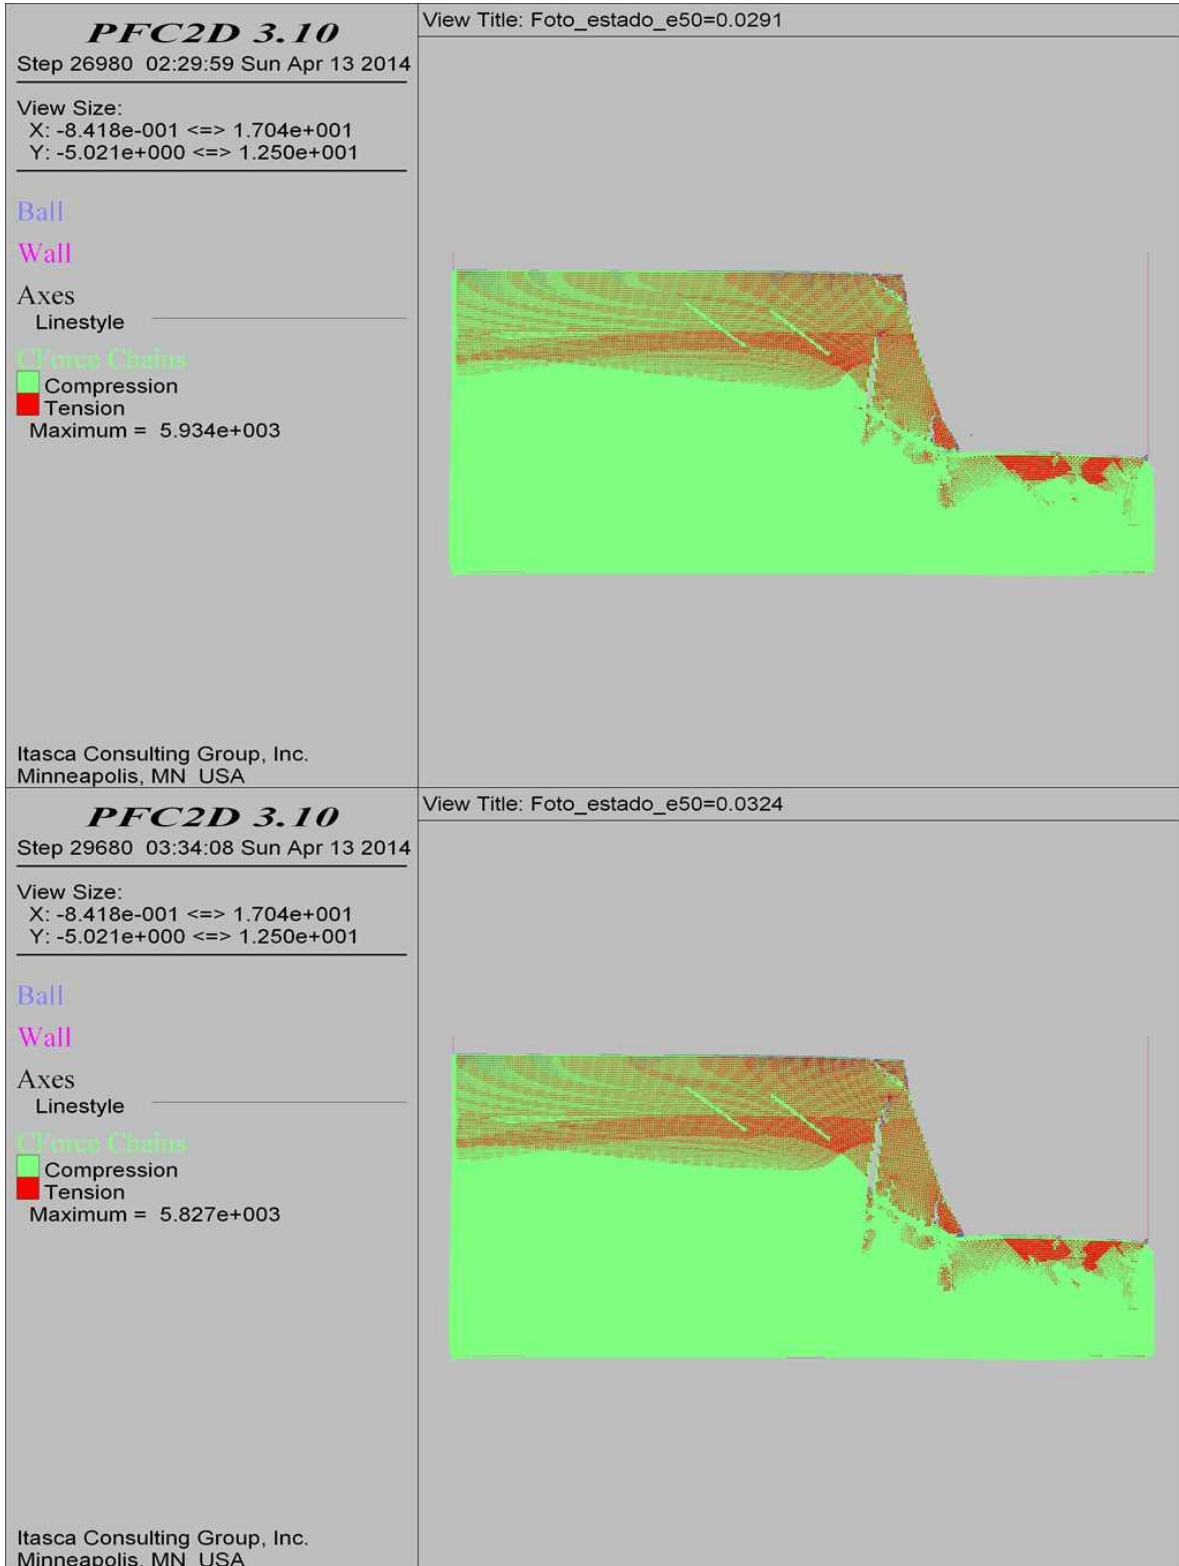 PFC2D 3.10
Step 26980 02:29:59 Sun Apr 13 2014
View Size:
X: -8.418e-001 <=> 1.704e+001
Y: -5.021e+000 <=> 1.250e+001
Ball
Wall
Axes
Linestyle
CForce Chains
Compression
Tension
Maximum = 5.934e+003
Itasca Consulting Group, Inc.
Minneapolis, MN USA
View Title: Foto_estado_e50=0.0291
PFC2D 3.10
Step 29680 03:34:08 Sun Apr 13 2014
View Size:
X: -8.418e-001 <=> 1.704e+001
Y: -5.021e+000 <=> 1.250e+001
Ball
Wall
Axes
Linestyle
CForce Chains
Compression
Tension
Maximum = 5.827e+003
Itasca Consulting Group, Inc.
Minneapolis, MN USA
View Title: Foto_estado_e50=0.0324